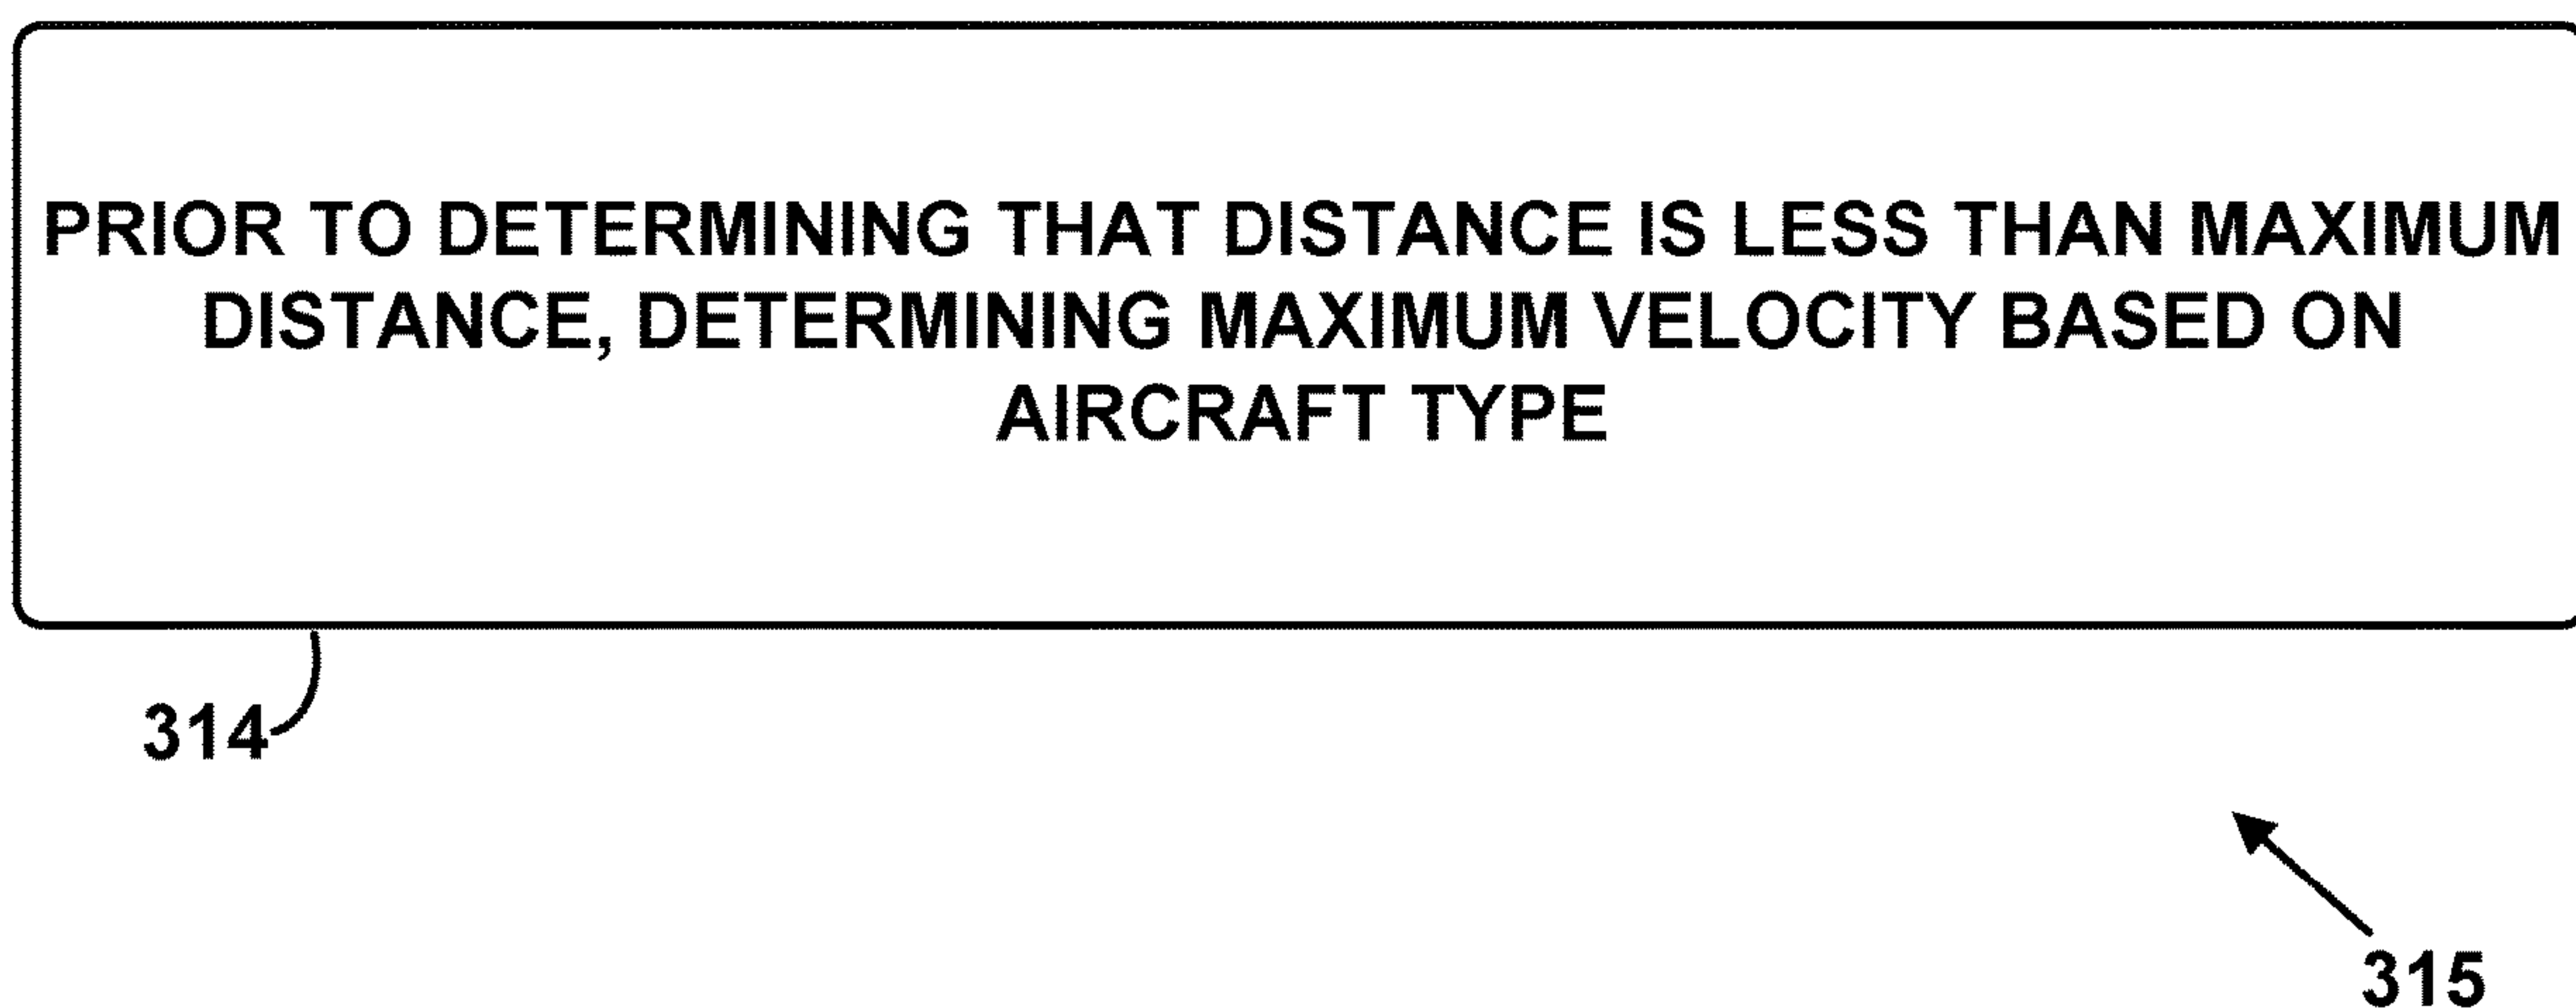 PRIOR TO DETERMINING THAT DISTANCE IS LESS THAN MAXIMUM
DISTANCE, DETERMINING MAXIMUM VELOCITY BASED ON
AIRCRAFT TYPE
314
315